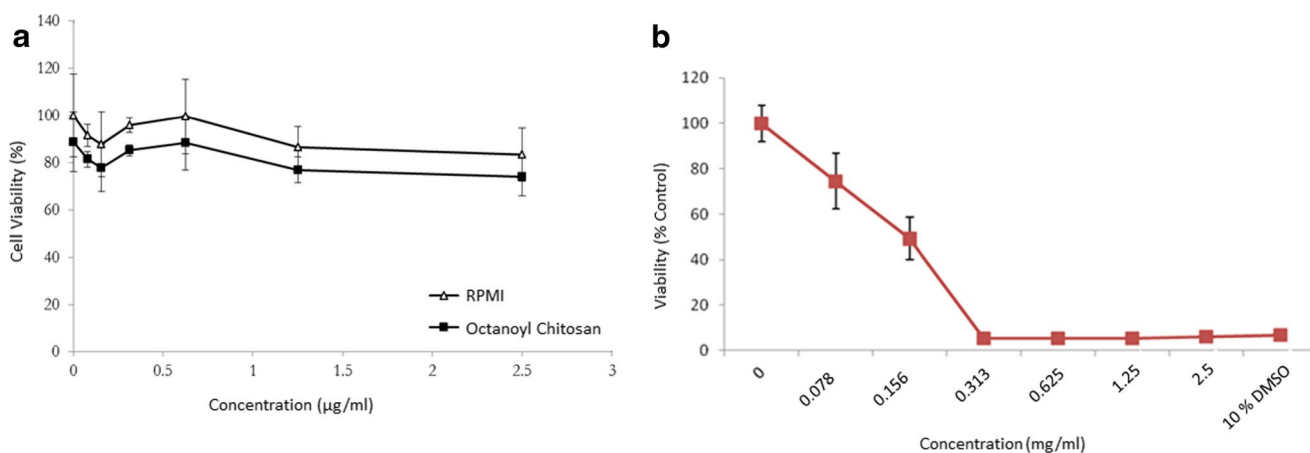 a
140
120
100
80
60
40
20
0
Cell Viability (%)
0 0.5 1 1.5 2 2.5 3
Concentration (µg/ml)
RPMI
Octanoyl Chitosan
b
120
100
80
60
40
20
0
Viability (% Control)
0 0.078 0.156 0.313 0.625 1.25 2.5 10 % DMSO
Concentration (mg/ml)